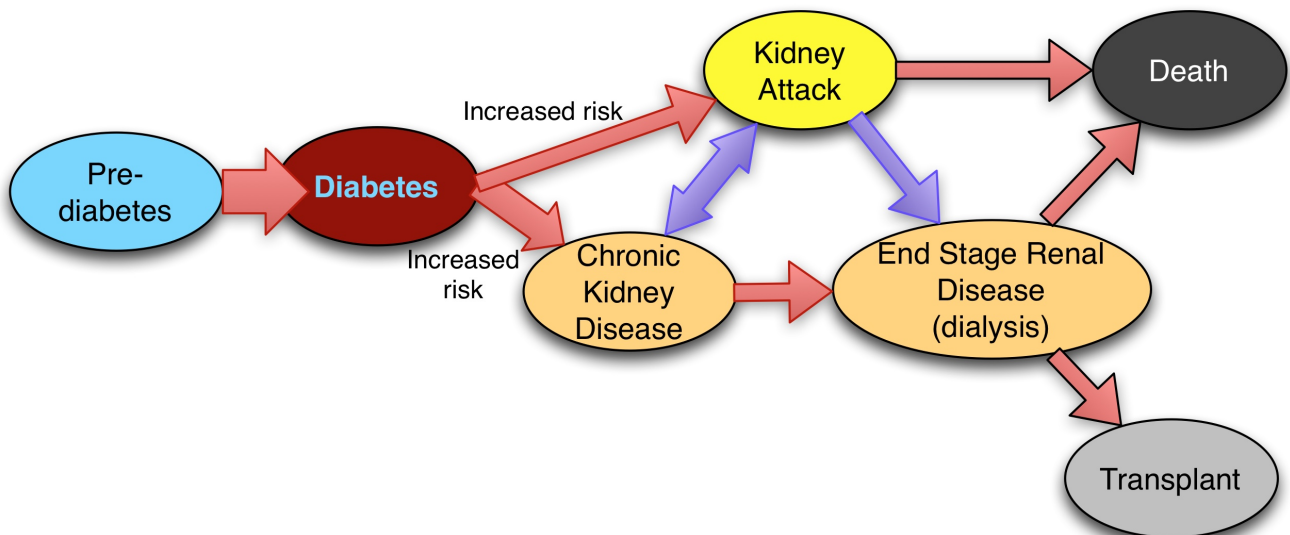 Kidney
Attack
Death
Increased risk
Pre-
diabetes
Diabetes
Increased
risk
Chronic
Kidney
Disease
End Stage Renal
Disease
(dialysis)
Transplant